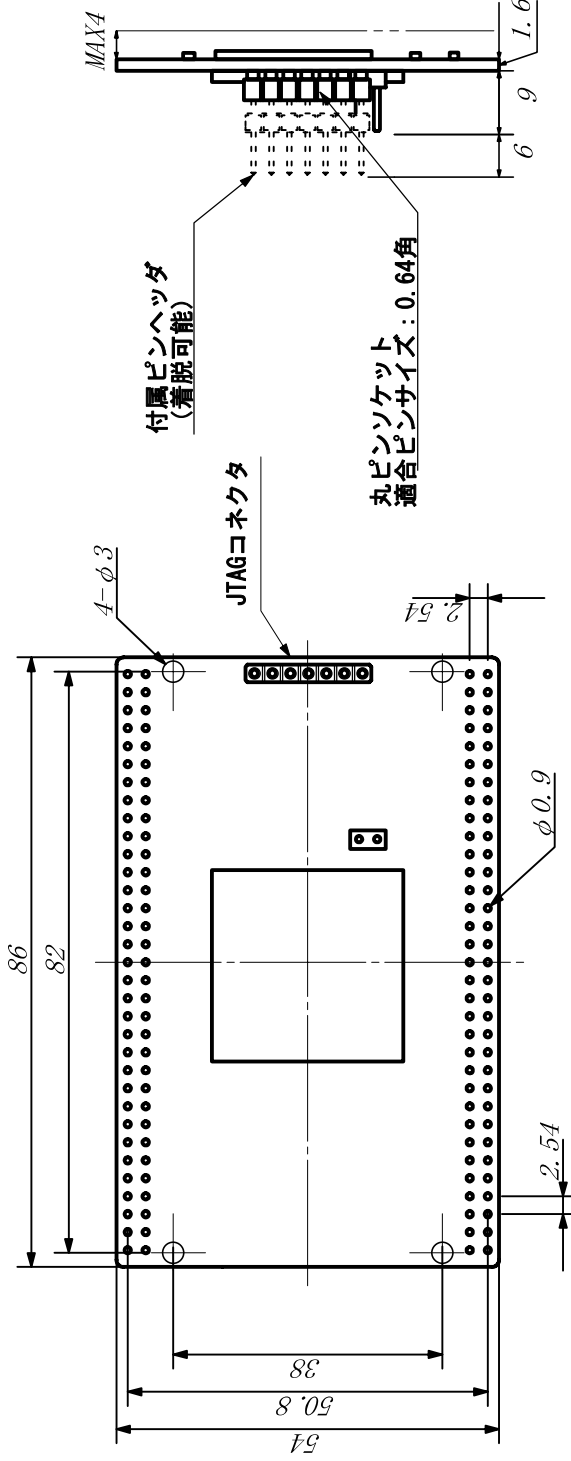 MAX4
1.6
9
6
付属ピンヘッダ
(着脱可能)
丸ピンソケット
適合ピンサイズ:0.64角
JTAGコネクタ
4-φ3
2.54
86
82
φ0.9
2.54
38
50.8
54